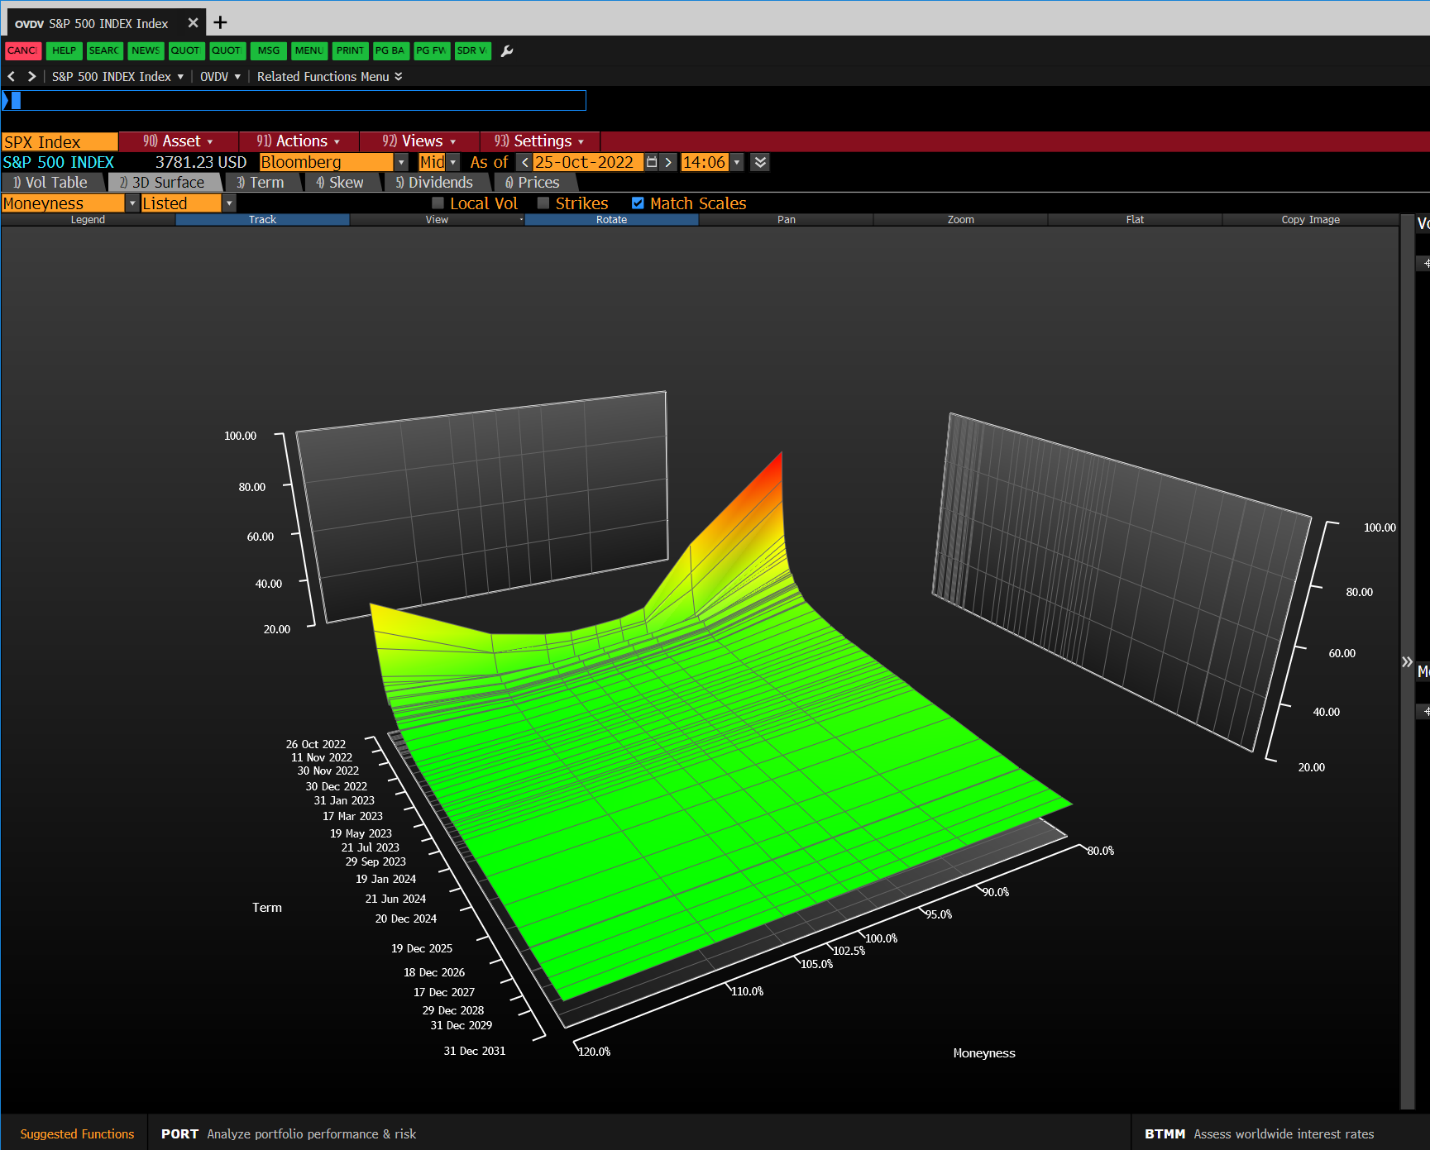 OVDV S&P 500 INDEX Index × +
CANC HELP SEARC NEWS QUOT QUOT MSG MENU PRINT PG BA PG FW SDR V
< > S&P 500 INDEX Index OVDV Related Functions Menu
SPX Index 90) Asset 91) Actions 92) Views 93) Settings
S&P 500 INDEX 3781.23 USD Bloomberg Mid As of < 25-Oct-2022 > 14:06
1) Vol Table 2) 3D Surface 3) Term 4) Skew 5) Dividends 6) Prices
Moneyness Listed Local Vol Strikes Match Scales
Legend Track View Rotate Pan Zoom Flat Copy Image
Vo
100.00
80.00
60.00
40.00
20.00
100.00
80.00
60.00
40.00
20.00
Mo
26 Oct 2022
11 Nov 2022
30 Nov 2022
30 Dec 2022
31 Jan 2023
17 Mar 2023
19 May 2023
21 Jul 2023
29 Sep 2023
19 Jan 2024
21 Jun 2024
20 Dec 2024
19 Dec 2025
18 Dec 2026
17 Dec 2027
29 Dec 2028
31 Dec 2029
31 Dec 2031
Term
80.0%
90.0%
95.0%
100.0%
102.5%
105.0%
110.0%
120.0%
Moneyness
Suggested Functions PORT Analyze portfolio performance & risk BTMM Assess worldwide interest rates